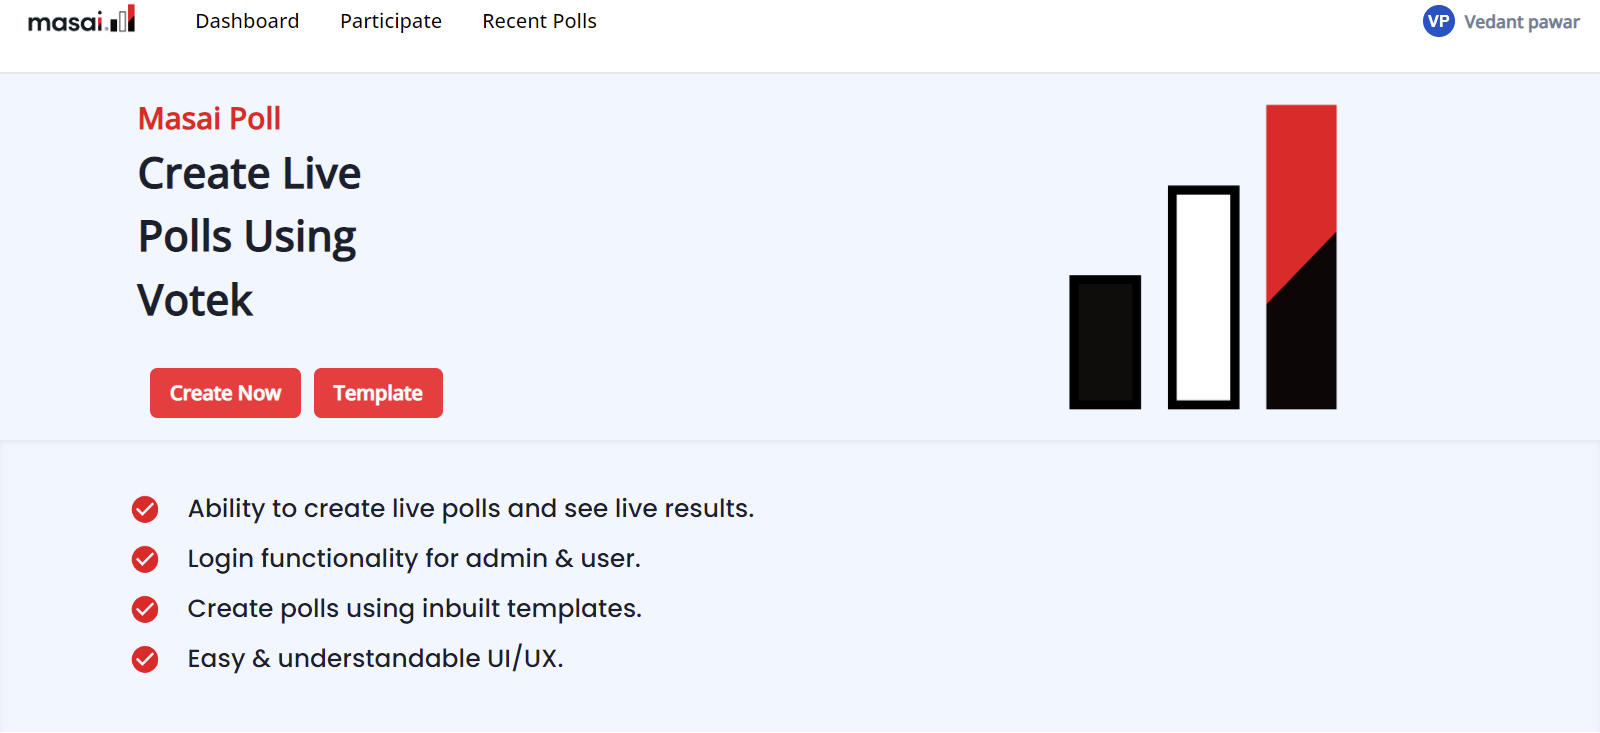 masai.
Dashboard Participate Recent Polls
VP Vedant pawar
Masai Poll
Create Live
Polls Using
Votek
Create Now Template
Ability to create live polls and see live results.
Login functionality for admin & user.
Create polls using inbuilt templates.
Easy & understandable UI/UX.